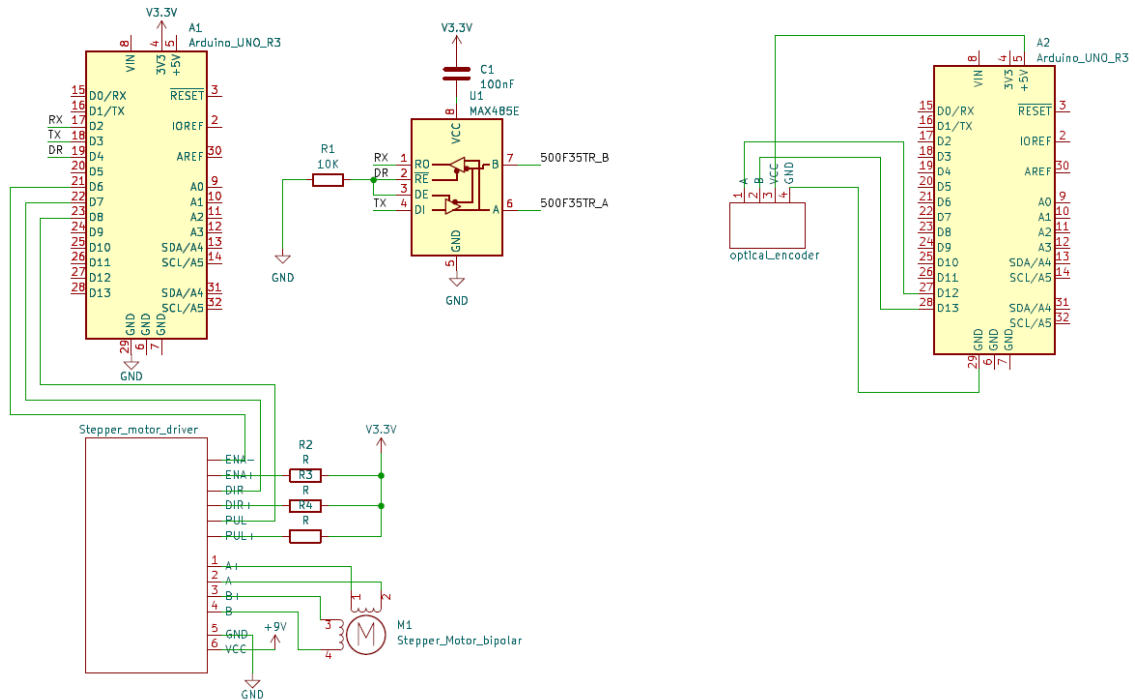 V3.3V
A1
Arduino_UNO_R3
8 4 5
VIN 3V3 +5V
15 D0/RX RESET 3
16 D1/TX
RX 17 D2 IOREF 2
TX 18 D3
DR 19 D4 AREF 30
20 D5
21 D6 A0 9
22 D7 A1 10
23 D8 A2 11
24 D9 A3 12
25 D10 SDA/A4 13
26 D11 SCL/A5 14
27 D12
28 D13 SDA/A4 31
SCL/A5 32
GND GND GND
29 6 7
GND
V3.3V
C1
100nF
U1
MAX485E
8
VCC
R1
10K
RX 1 RO B 7 500F35TR_B
DR 2 RE
3 DE
TX 4 DI A 6 500F35TR_A
GND
5
GND
GND
A2
Arduino_UNO_R3
8 4 5
VIN 3V3 +5V
15 D0/RX RESET 3
16 D1/TX
17 D2 IOREF 2
18 D3
19 D4 AREF 30
20 D5
21 D6 A0 9
22 D7 A1 10
23 D8 A2 11
24 D9 A3 12
25 D10 SDA/A4 13
26 D11 SCL/A5 14
27 D12
28 D13 SDA/A4 31
SCL/A5 32
GND GND GND
29 6 7
A B VCC GND
1 2 3 4
optical_encoder
Stepper_motor_driver
V3.3V
ENA-
R2
R
ENA+
R3
R
DIR
DIR+
R4
R
PUL
PUL+
1 A+
2 A
3 B+
4 B
5 GND
6 VCC
+9V
GND
1 2
3
4
M
M1
Stepper_Motor_bipolar